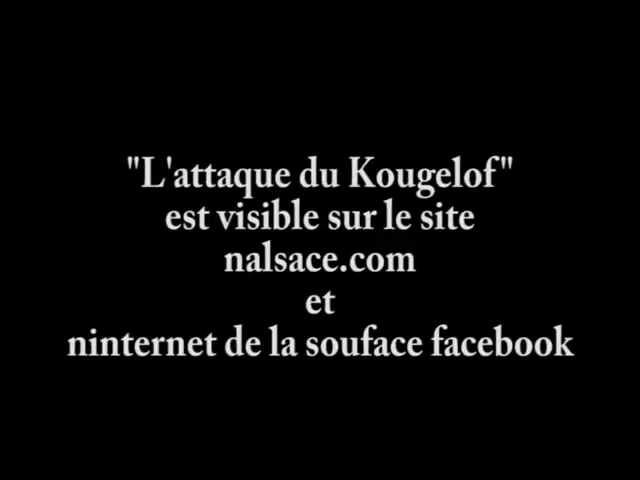 "L'attaque du Kougelof"
est visible sur le site
nalsace.com
et
ninternet de la souface facebook